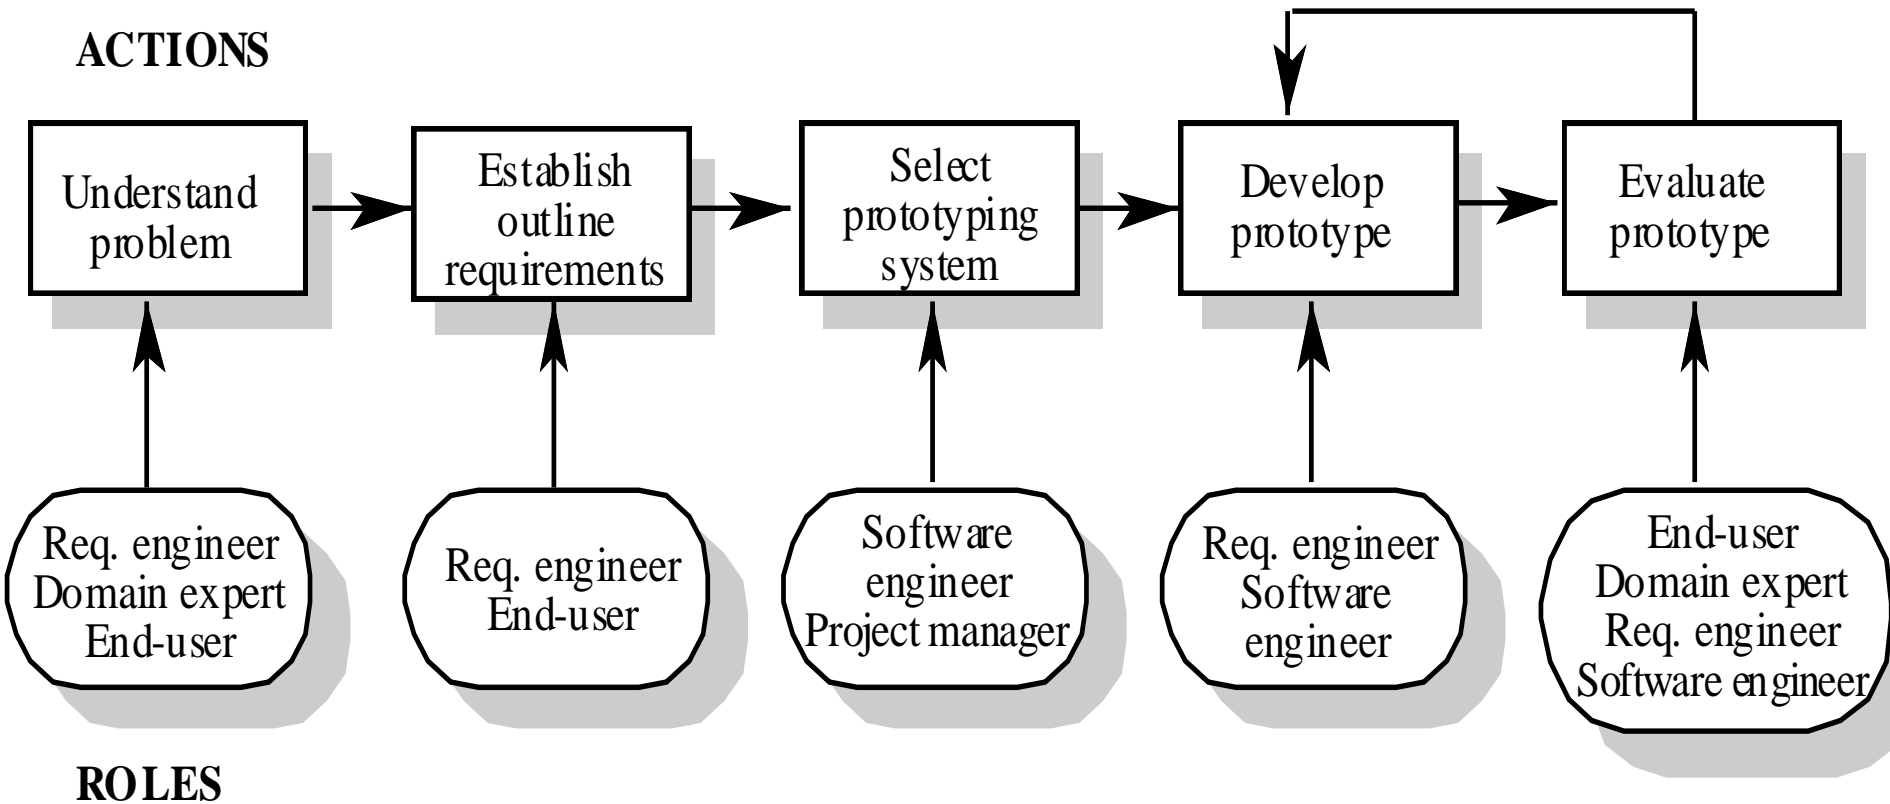 ACTIONS
Understand
problem
Establish
outline
requirements
Select
prototyping
system
Develop
prototype
Evaluate
prototype
Req. engineer
Domain expert
End-user
Req. engineer
End-user
Software
engineer
Project manager
Req. engineer
Software
engineer
End-user
Domain expert
Req. engineer
Software engineer
ROLES